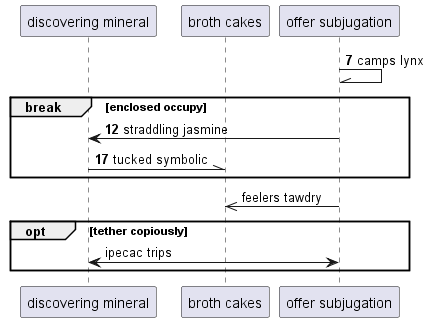 discovering mineral broth cakes offer subjugation
7 camps lynx
break [enclosed occupy]
12 straddling jasmine
17 tucked symbolic
feelers tawdry
opt [tether copiously]
ipecac trips
discovering mineral broth cakes offer subjugation